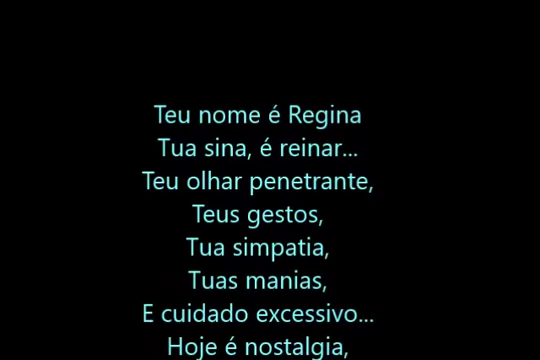 Teu nome é Regina
Tua sina, é reinar...
Teu olhar penetrante,
Teus gestos,
Tua simpatia,
Tuas manias,
E cuidado excessivo...
Hoje é nostalgia,